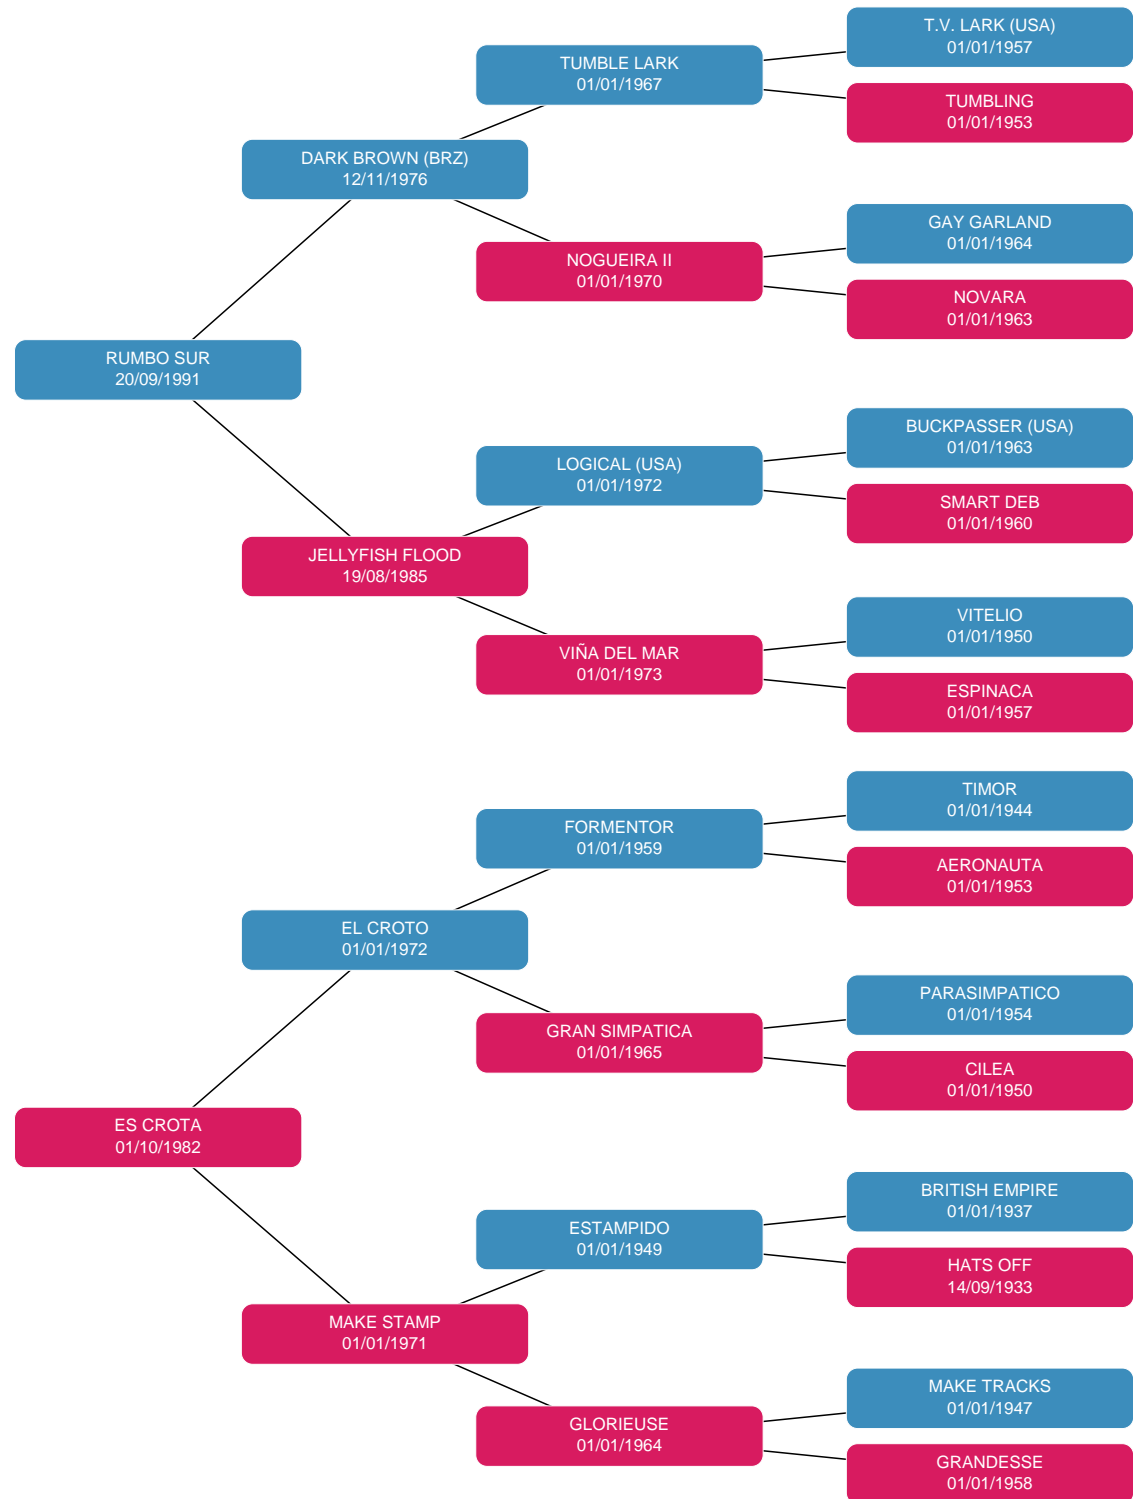 T.V. LARK (USA)
01/01/1957
TUMBLE LARK
01/01/1967
TUMBLING
01/01/1953
DARK BROWN (BRZ)
12/11/1976
GAY GARLAND
01/01/1964
NOGUEIRA II
01/01/1970
NOVARA
01/01/1963
RUMBO SUR
20/09/1991
BUCKPASSER (USA)
01/01/1963
LOGICAL (USA)
01/01/1972
SMART DEB
01/01/1960
JELLYFISH FLOOD
19/08/1985
VITELIO
01/01/1950
VIÑA DEL MAR
01/01/1973
ESPINACA
01/01/1957
TIMOR
01/01/1944
FORMENTOR
01/01/1959
AERONAUTA
01/01/1953
EL CROTO
01/01/1972
PARASIMPATICO
01/01/1954
GRAN SIMPATICA
01/01/1965
CILEA
01/01/1950
ES CROTA
01/10/1982
BRITISH EMPIRE
01/01/1937
ESTAMPIDO
01/01/1949
HATS OFF
14/09/1933
MAKE STAMP
01/01/1971
MAKE TRACKS
01/01/1947
GLORIEUSE
01/01/1964
GRANDESSE
01/01/1958